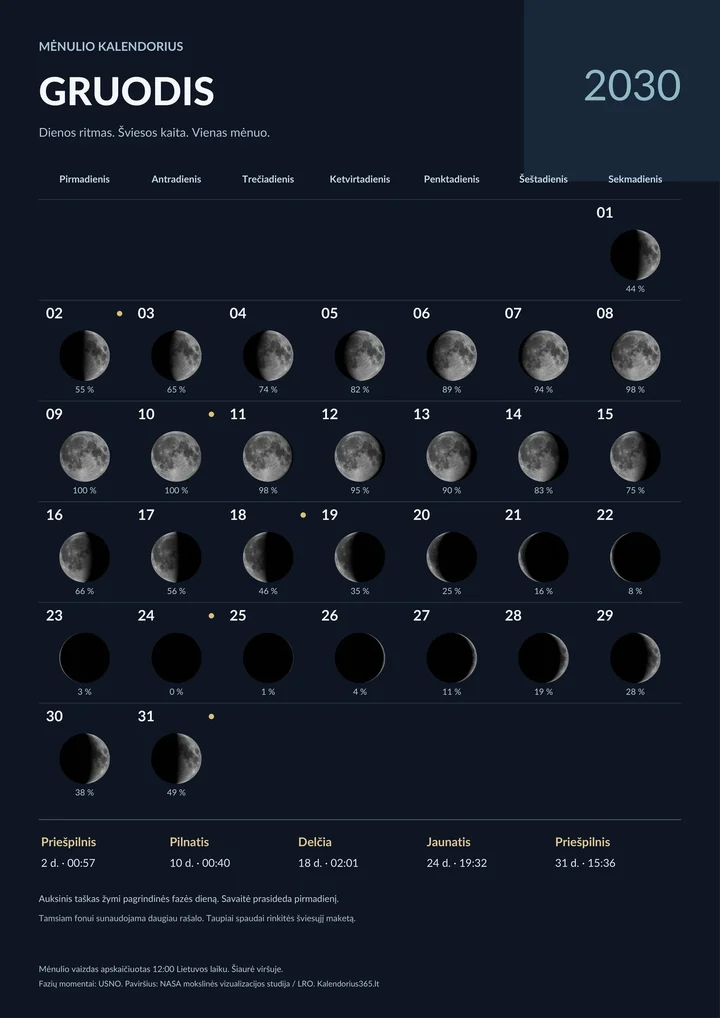 MĖNULIO KALENDORIUS
GRUODIS
2030
Dienos ritmas. Šviesos kaita. Vienas mėnuo.
Pirmadienis Antradienis Trečiadienis Ketvirtadienis Penktadienis Šeštadienis Sekmadienis
01
44 %
02 03 04 05 06 07 08
55 % 65 % 74 % 82 % 89 % 94 % 98 %
09 10 11 12 13 14 15
100 % 100 % 98 % 95 % 90 % 83 % 75 %
16 17 18 19 20 21 22
66 % 56 % 46 % 35 % 25 % 16 % 8 %
23 24 25 26 27 28 29
3 % 0 % 1 % 4 % 11 % 19 % 28 %
30 31
38 % 49 %
Priešpilnis Pilnatis Delčia Jaunatis Priešpilnis
2 d. · 00:57 10 d. · 00:40 18 d. · 02:01 24 d. · 19:32 31 d. · 15:36
Auksinis taškas žymi pagrindinės fazės dieną. Savaitė prasideda pirmadienį.
Tamsiam fonui sunaudojama daugiau rašalo. Taupiai spaudai rinkitės šviesųjį maketą.
Mėnulio vaizdas apskaičiuotas 12:00 Lietuvos laiku. Šiaurė viršuje.
Fazių momentai: USNO. Paviršius: NASA mokslinės vizualizacijos studija / LRO. Kalendorius365.lt